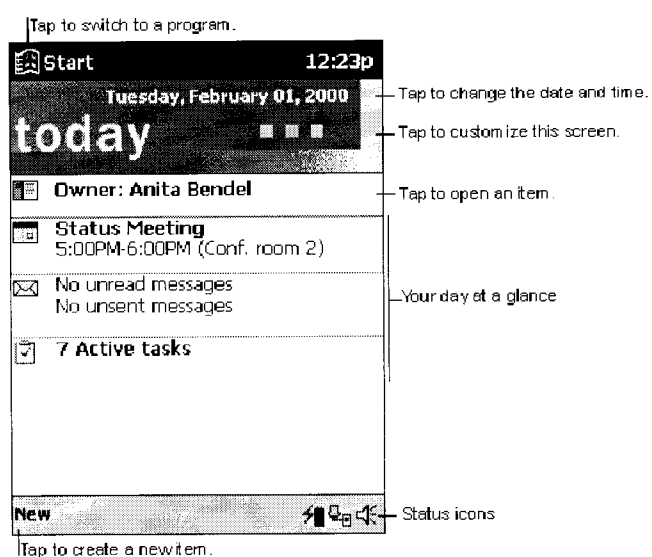 Tap to switch to a program.
Start 12:23p
Tuesday, February 01, 2000
Tap to change the date and time.
today
Tap to customize this screen.
Owner: Anita Bendel
Tap to open an item.
Status Meeting
5:00PM-6:00PM (Conf. room 2)
No unread messages
No unsent messages
Your day at a glance
7 Active tasks
New
Status icons
Tap to create a new item.